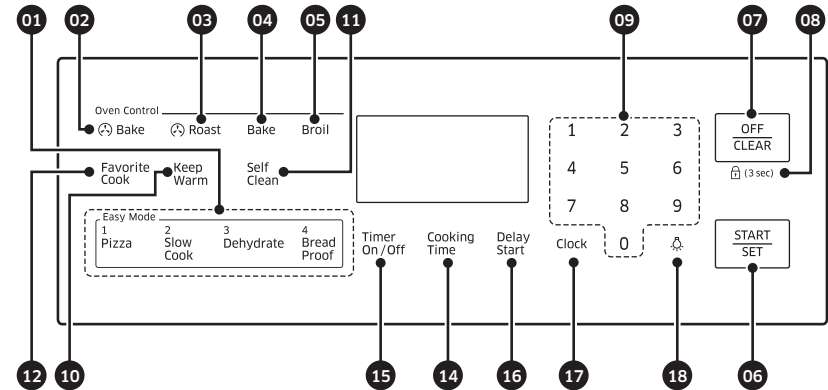 01 02 03 04 05 11 09 07 08
Oven Control
Bake Roast Bake Broil
Favorite Cook
Keep Warm
Self Clean
Easy Mode
1 Pizza
2 Slow Cook
3 Dehydrate
4 Bread Proof
Timer On/Off
Cooking Time
Delay Start
Clock
1 2 3
4 5 6
7 8 9
0
OFF
CLEAR
(3 sec)
START
SET
12 10 15 14 16 17 18 06